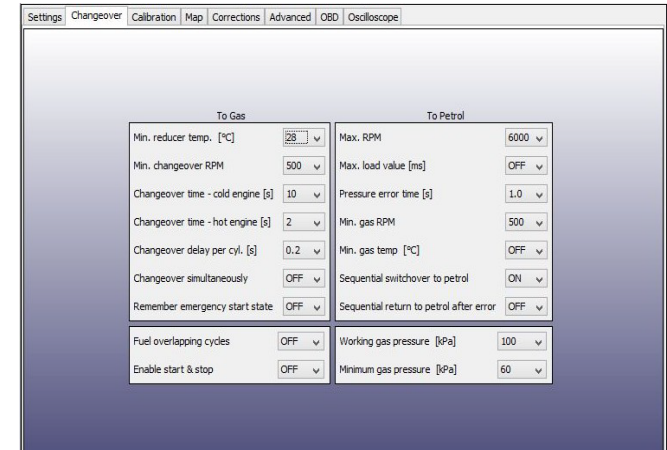 Settings Changeover Calibration Map Corrections Advanced OBD Oscilloscope
To Gas
Min. reducer temp. [°C] 28
Min. changeover RPM 500
Changeover time - cold engine [s] 10
Changeover time - hot engine [s] 2
Changeover delay per cyl. [s] 0.2
Changeover simultaneously OFF
Remember emergency start state OFF
To Petrol
Max. RPM 6000
Max. load value [ms] OFF
Pressure error time [s] 1.0
Min. gas RPM 500
Min. gas temp [°C] OFF
Sequential switchover to petrol ON
Sequential return to petrol after error OFF
Fuel overlapping cycles OFF
Enable start & stop OFF
Working gas pressure [kPa] 100
Minimum gas pressure [kPa] 60